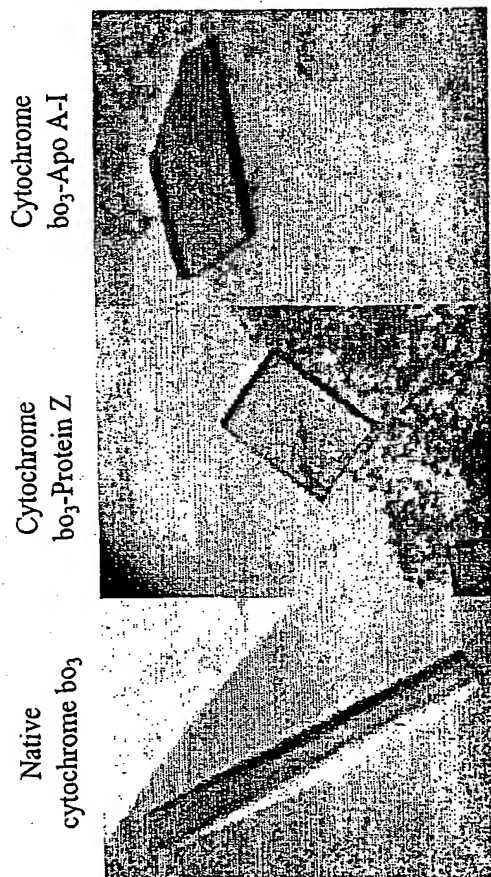 Cytochrome
bo₃-Apo A-I
Cytochrome
bo₃-Protein Z
Native
cytochrome bo₃